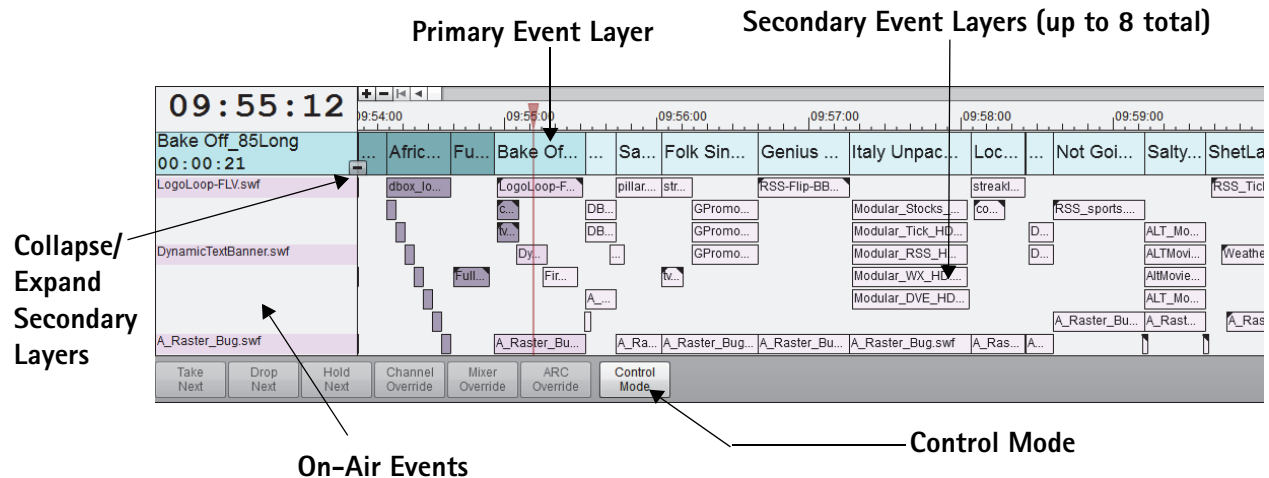 Primary Event Layer
Secondary Event Layers (up to 8 total)
09:55:12
09:54:00 09:55:00 09:56:00 09:57:00 09:58:00 09:59:00
Bake Off_85Long
00:00:21
... Afric... Fu... Bake Of... ... Sa... Folk Sin... Genius ... Italy Unpac... Loc... ... Not Goi... Salty... ShetLa
LogoLoop-FLV.swf
dbox_lo... LogoLoop-F... pillar.... str... RSS-Flip-BB... streakl... RSS_Tick
c... DB... GPromo... Modular_Stocks_... co... RSS_sports....
tv... DB... GPromo... Modular_Tick_HD... D... ALT_Mo...
DynamicTextBanner.swf
Dy... ... GPromo... Modular_RSS_H... D... ALTMovi... Weathe
Full... Fir... tv... Modular_WX_HD... AltMovie...
A_... Modular_DVE_HD... ALT_Mo...
A_Raster_Bu... A_Rast... A_Ras
A_Raster_Bug.swf
A_Raster_Bu... A_Ra... A_Raster_Bug... A_Raster_Bu... A_Raster_Bug.swf A_Ras... A...
Collapse/
Expand
Secondary
Layers
Take
Next
Drop
Next
Hold
Next
Channel
Override
Mixer
Override
ARC
Override
Control
Mode
Control Mode
On-Air Events